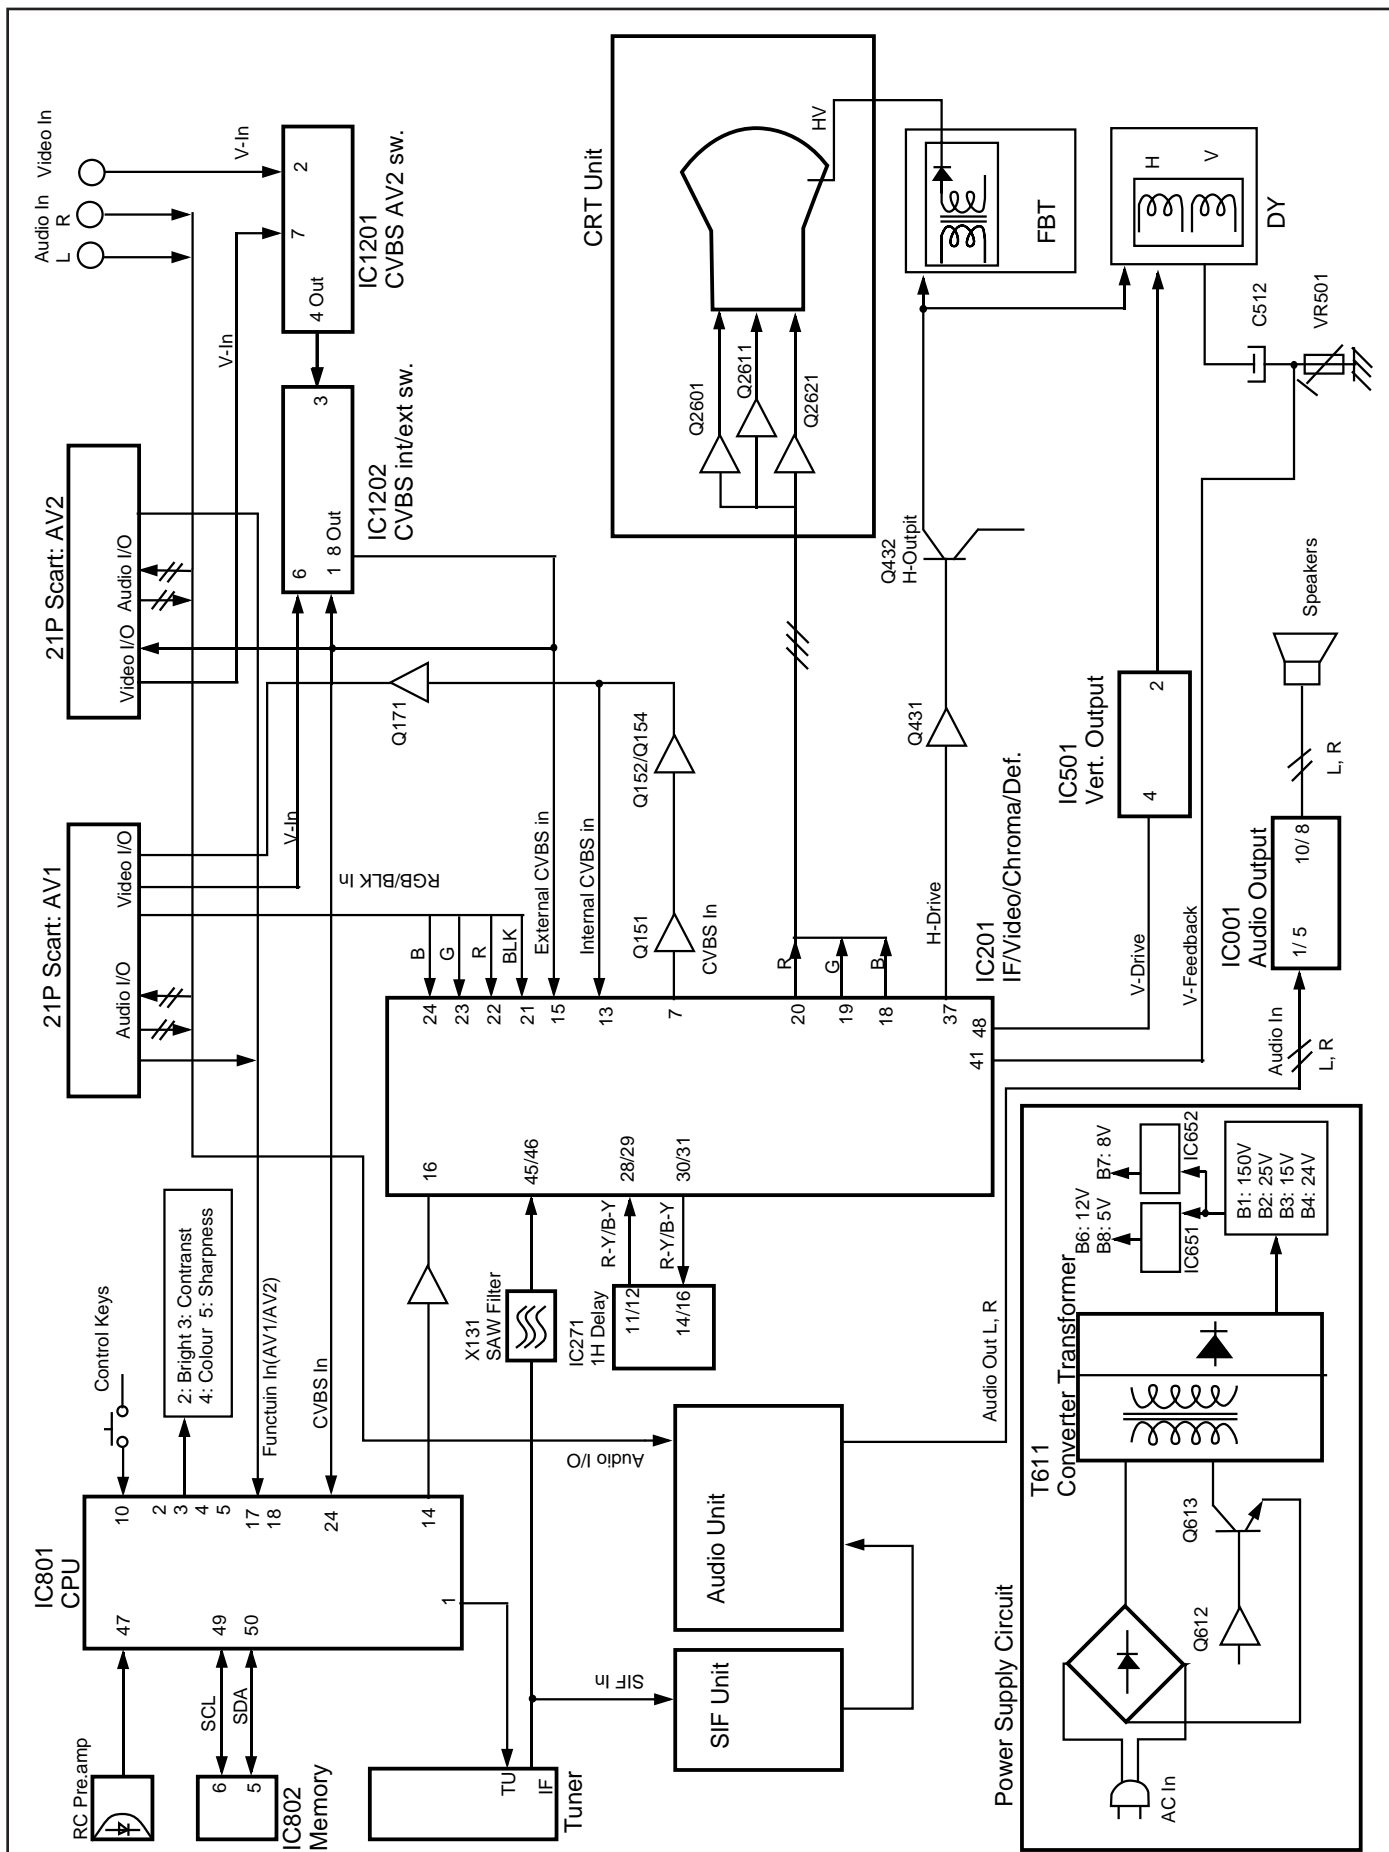 RC Pre.amp
IC802
Memory
6
5
SCL
SDA
IC801
CPU
47
49
50
1
10
2
3
4
5
17
18
24
14
Control Keys
2: Bright 3: Contranst
4: Colour 5: Sharpness
Functuin In(AV1/AV2)
CVBS In
Tuner
TU
IF
SIF In
SIF Unit
Audio Unit
Audio I/O
Audio Out L, R
X131
SAW Filter
IC271
1H Delay
11/12
14/16
R-Y/B-Y
R-Y/B-Y
16
45/46
28/29
30/31
24
23
22
21
15
13
7
20
19
18
37
48
41
IC201
IF/Video/Chroma/Def.
21P Scart: AV1
Audio I/O
Video I/O
V-In
RGB/BLK In
B
G
R
BLK
External CVBS in
Internal CVBS in
Q151
CVBS In
Q152/Q154
Q171
R
G
B
H-Drive
V-Drive
V-Feedback
21P Scart: AV2
Video I/O
Audio I/O
V-In
Audio In
L
R
Video In
V-In
2
7
4 Out
IC1201
CVBS AV2 sw.
3
6
1
8 Out
IC1202
CVBS int/ext sw.
CRT Unit
Q2601
Q2611
Q2621
HV
FBT
H
V
DY
Q431
Q432
H-Outpit
IC501
Vert. Output
4
2
C512
VR501
IC001
Audio Output
1/ 5
10/ 8
Audio In
L, R
L, R
Speakers
Power Supply Circuit
AC In
Q612
Q613
T611
Converter Transformer
B6: 12V
B8: 5V
B7: 8V
IC651
IC652
B1: 150V
B2: 25V
B3: 15V
B4: 24V